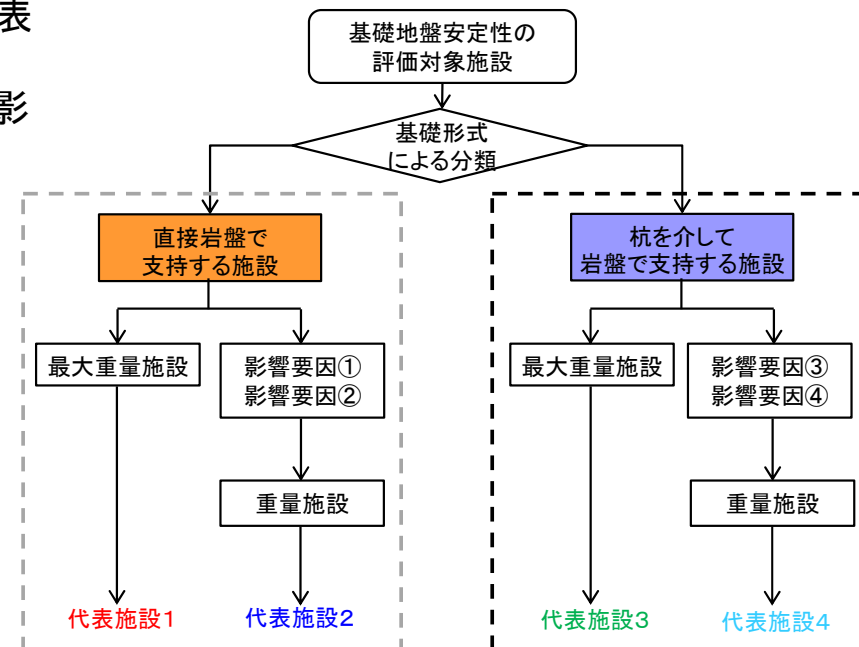 表
影
基礎地盤安定性の
評価対象施設
基礎形式
による分類
直接岩盤で
支持する施設
杭を介して
岩盤で支持する施設
最大重量施設
影響要因①
影響要因②
最大重量施設
影響要因③
影響要因④
重量施設
重量施設
代表施設1
代表施設2
代表施設3
代表施設4